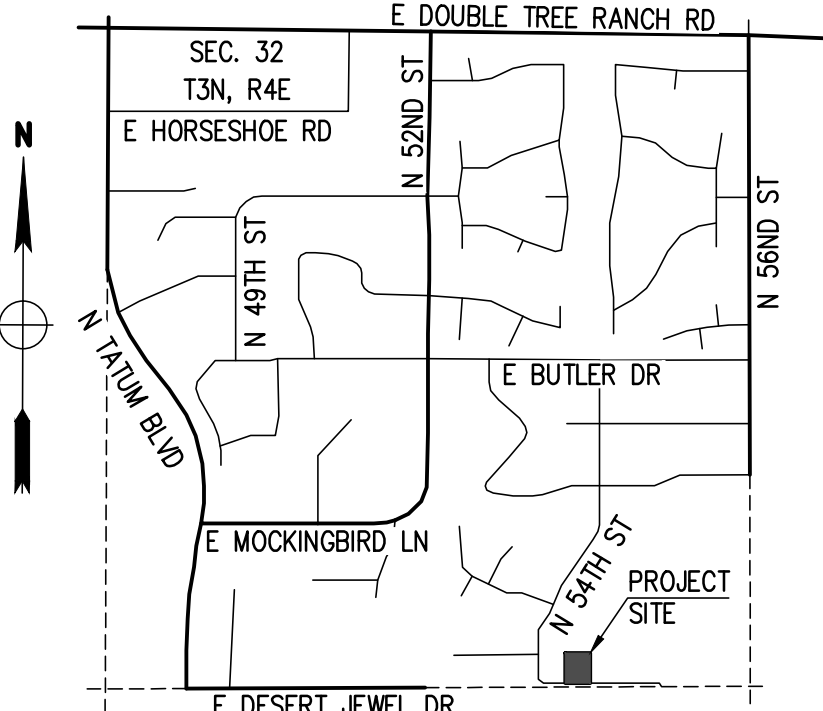 E DOUBLE TREE RANCH RD
SEC. 32
T3N, R4E
E HORSESHOE RD
N
N 52ND ST
N 56ND ST
N 49TH ST
N TATUM BLVD
E BUTLER DR
E MOCKINGBIRD LN
N 54TH ST
PROJECT
SITE
E DESERT JEWEL DR